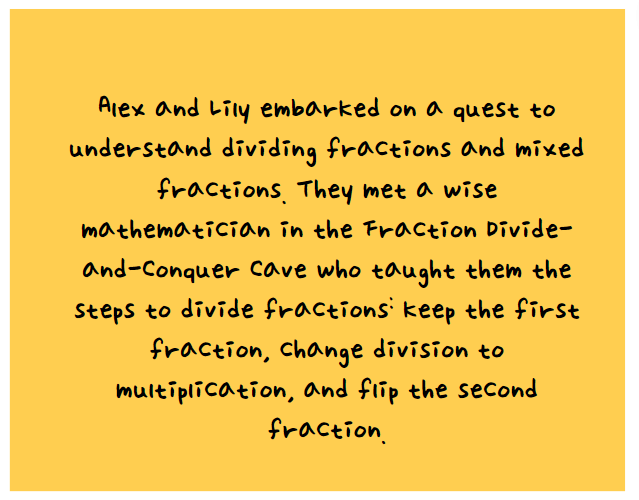 Alex and Lily embarked on a quest to
understand dividing fractions and mixed
fractions. They met a wise
mathematician in the Fraction Divide-
and-Conquer Cave who taught them the
steps to divide fractions: keep the first
fraction, change division to
multiplication, and flip the second
fraction.